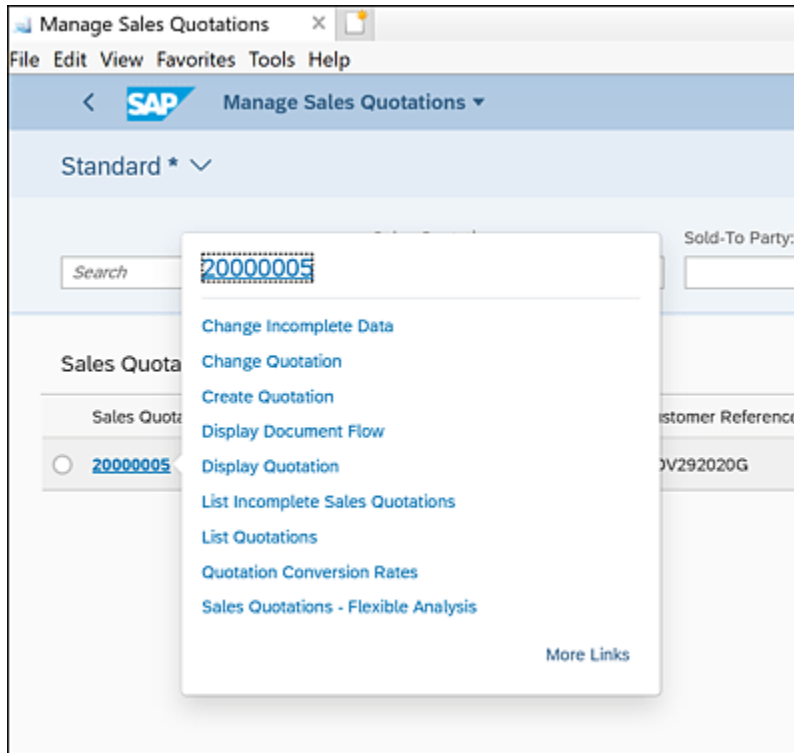 Manage Sales Quotations
File Edit View Favorites Tools Help
SAP Manage Sales Quotations
Standard *
Sold-To Party:
Search
20000005
Change Incomplete Data
Change Quotation
Create Quotation
Display Document Flow
Display Quotation
List Incomplete Sales Quotations
List Quotations
Quotation Conversion Rates
Sales Quotations - Flexible Analysis
More Links
Sales Quota
Sales Quota
stomer Reference
20000005
OV292020G